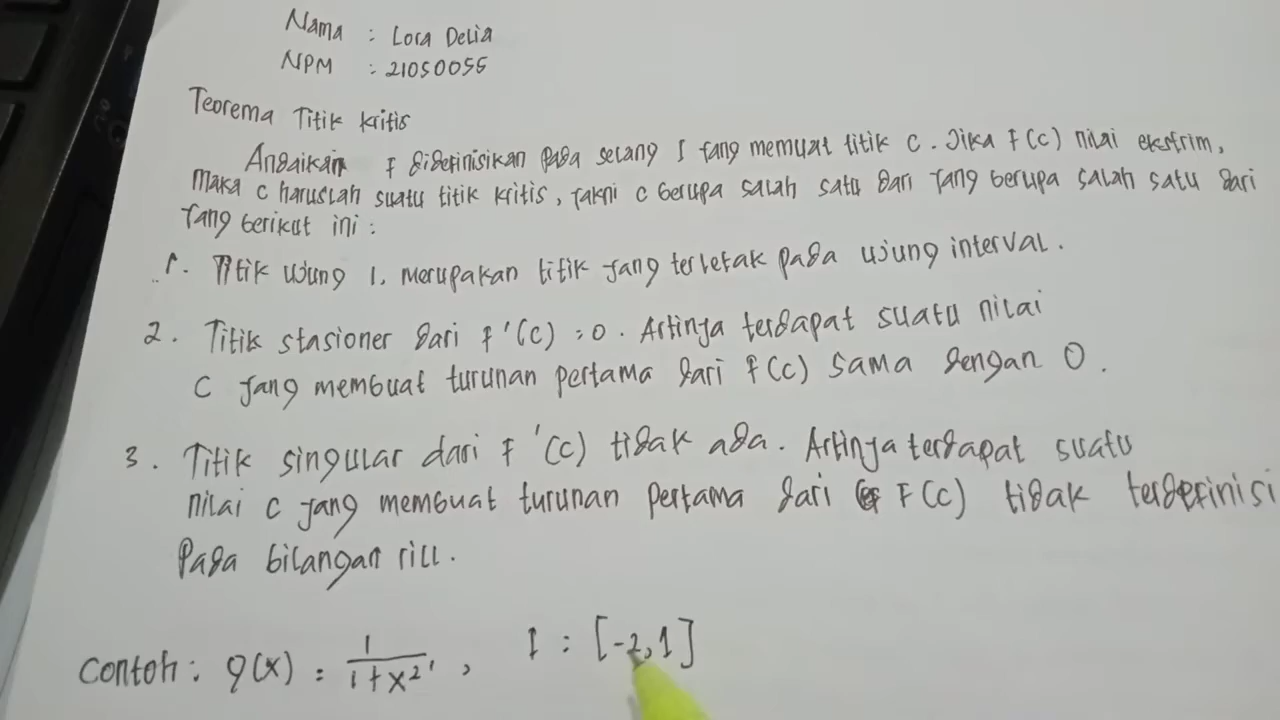 Nama : Lora Delia
NPM : 21050055
Teorema Titik kritis
Andaikan f didefinisikan pada selang I yang memuat titik c. Jika f(c) nilai ekstrim,
maka c haruslah suatu titik kritis, yakni c berupa salah satu dari yang berupa salah satu dari
yang berikut ini :
1. Titik ujung I, merupakan titik yang terletak pada ujung interval.
2. Titik stasioner dari f'(c) = 0. Artinya terdapat suatu nilai
c yang membuat turunan pertama dari f(c) sama dengan 0.
3. Titik singular dari f'(c) tidak ada. Artinya terdapat suatu
nilai c yang membuat turunan pertama dari f(c) tidak terdefinisi
Pada bilangan rill.
Contoh : g(x) = 1/(1+x²), I : [-2,1]